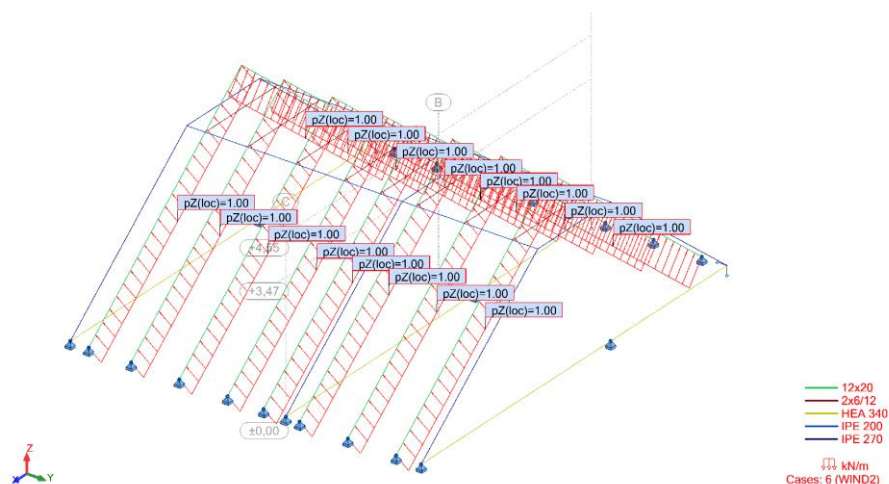 B
pZ(loc)=1.00
pZ(loc)=1.00
pZ(loc)=1.00
pZ(loc)=1.00
pZ(loc)=1.00
pZ(loc)=1.00
pZ(loc)=1.00
pZ(loc)=1.00
C
pZ(loc)=1.00
pZ(loc)=1.00
pZ(loc)=1.00
+4,55
pZ(loc)=1.00
pZ(loc)=1.00
pZ(loc)=1.00
+3,47
pZ(loc)=1.00
pZ(loc)=1.00
±0,00
12x20
2x6/12
HEA 340
IPE 200
IPE 270
kN/m
Cases: 6 (WIND2)
Z
X
Y